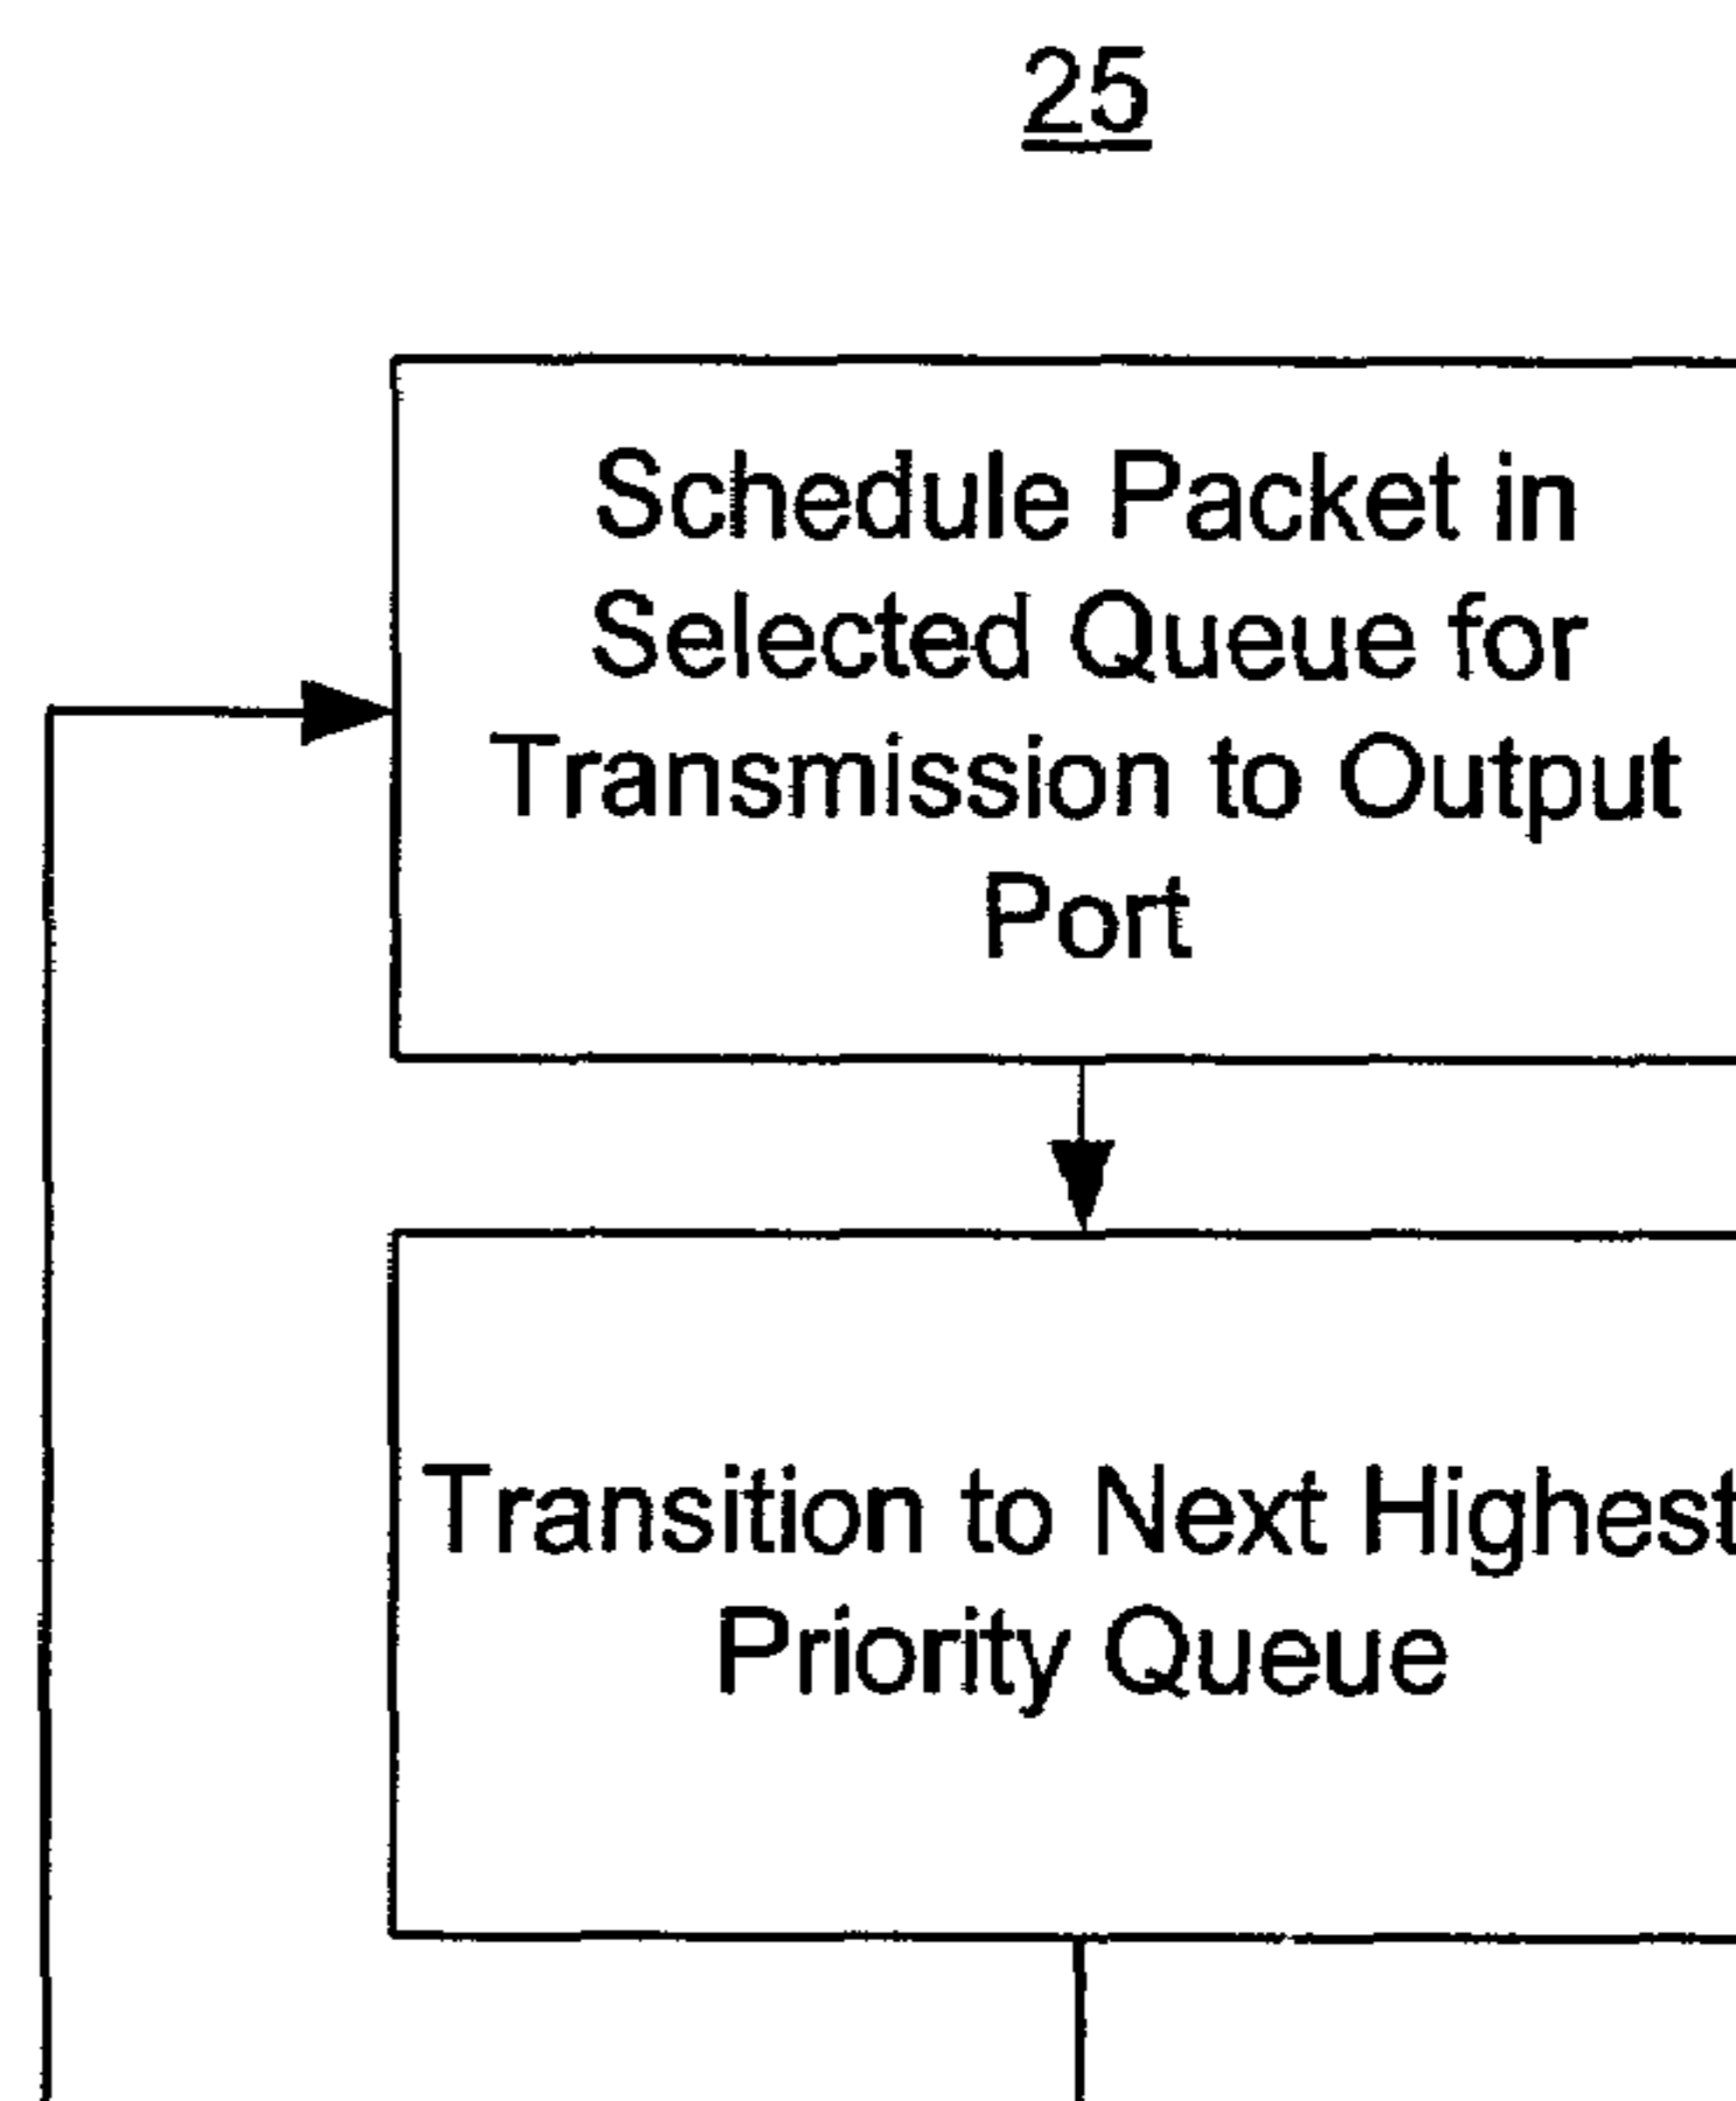 25
Schedule Packet in
Selected Queue for
Transmission to Output
Port
Transition to Next Highest
Priority Queue